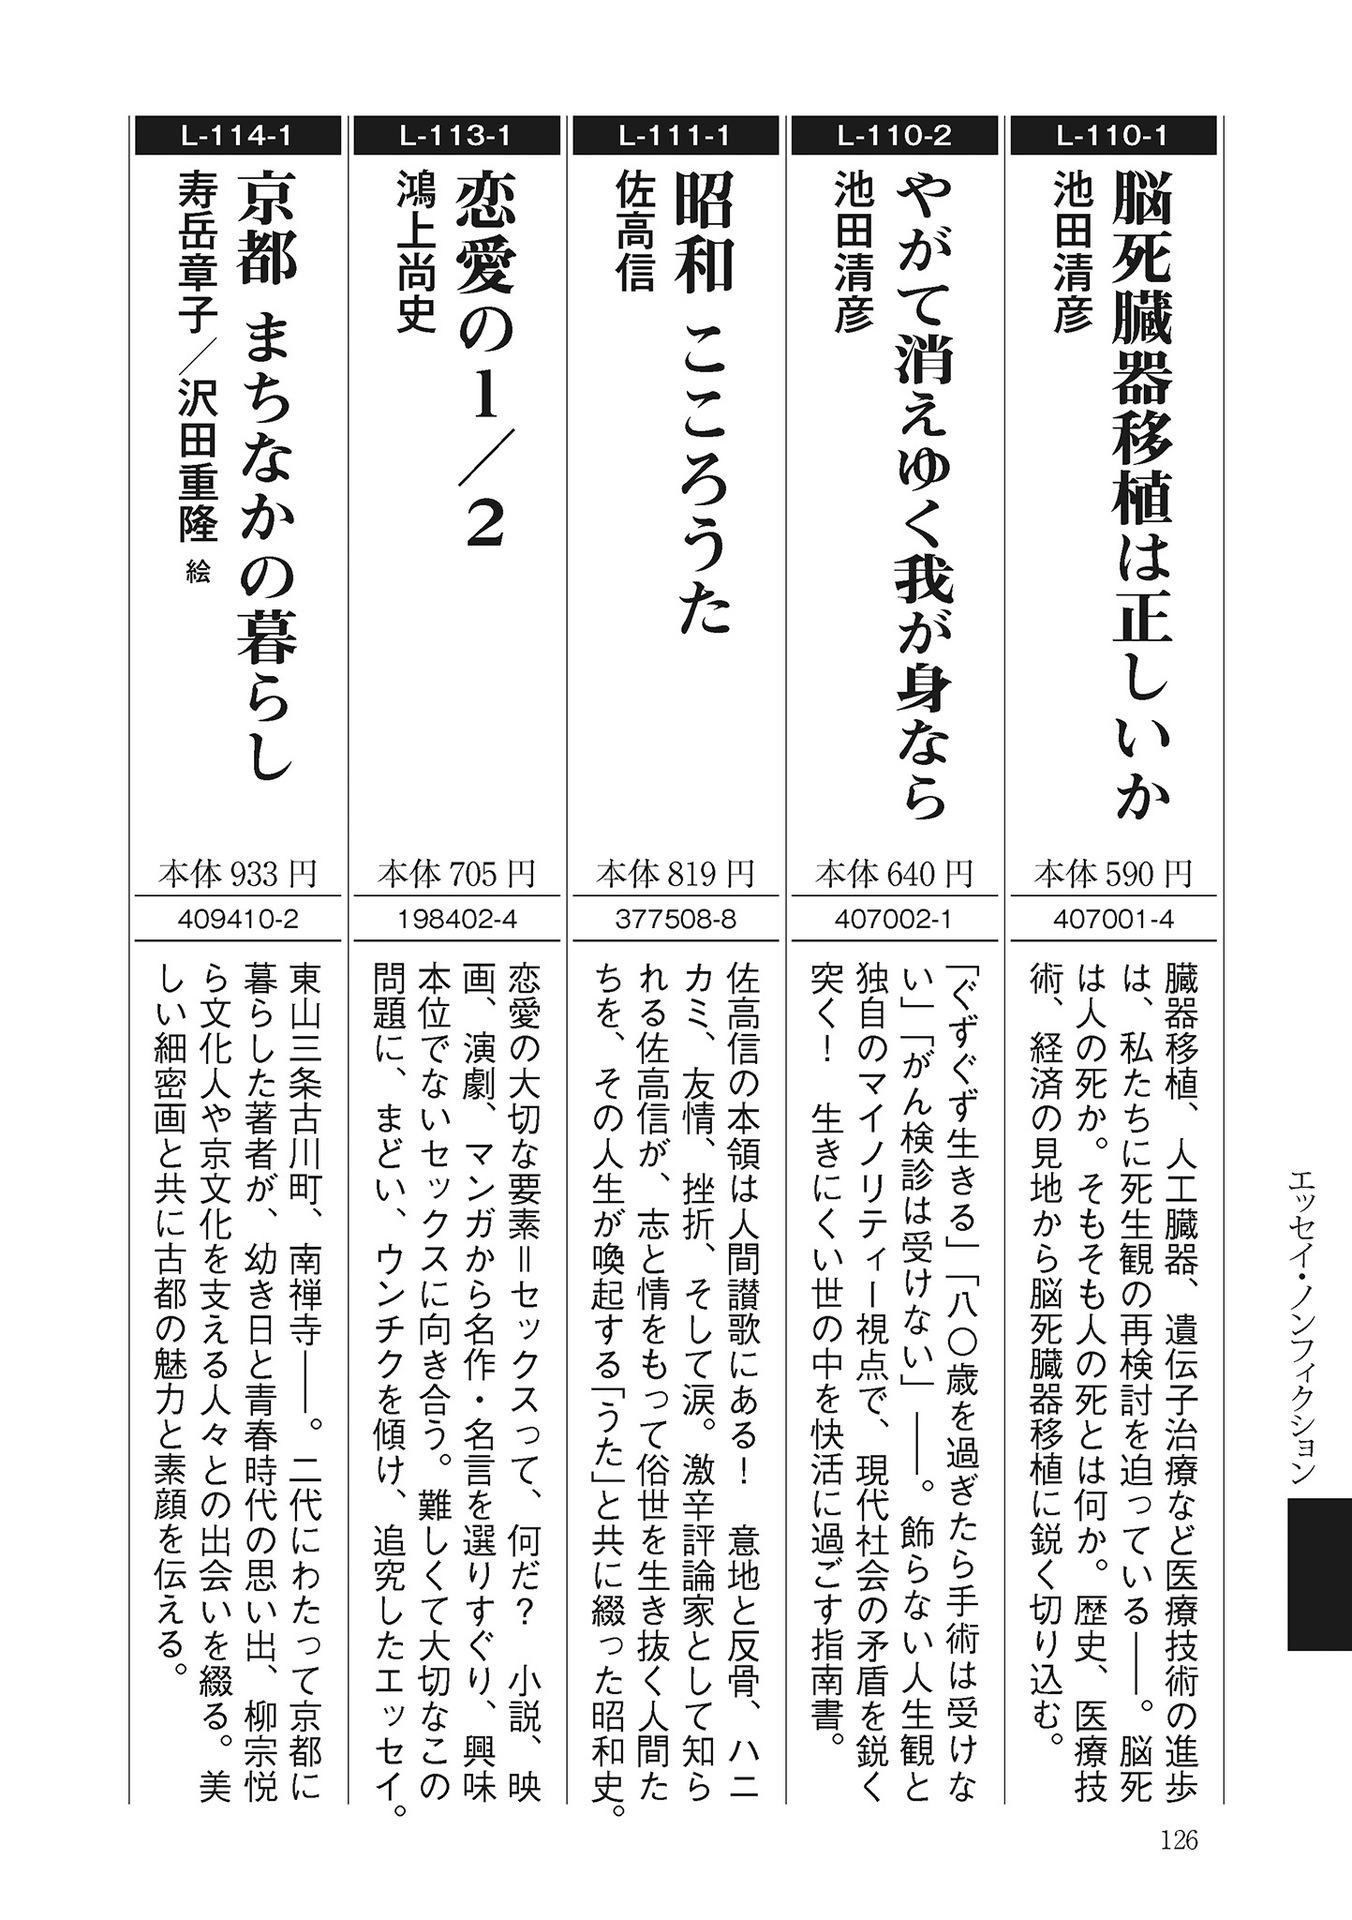 L-110-1
脳死臓器移植は正しいか
池田清彦
本体590円
407001-4
臓器移植、人工臓器、遺伝子治療など医療技術の進歩
は、私たちに死生観の再検討を迫っている——。脳死
は人の死か。そもそも人の死とは何か。歴史、医療技
術、経済の見地から脳死臓器移植に鋭く切り込む。
L-110-2
やがて消えゆく我が身なら
池田清彦
本体640円
407002-1
「ぐずぐず生きる」「八〇歳を過ぎたら手術は受けな
い」「がん検診は受けない」——。飾らない人生観と
独自のマイノリティー視点で、現代社会の矛盾を鋭く
突く！　生きにくい世の中を快活に過ごす指南書。
L-111-1
昭和 こころうた
佐高信
本体819円
377508-8
佐高信の本領は人間讃歌にある！　意地と反骨、ハニ
カミ、友情、挫折、そして涙。激辛評論家として知ら
れる佐高信が、志と情をもって俗世を生き抜く人間た
ちを、その人生が喚起する「うた」と共に綴った昭和史。
L-113-1
恋愛の1／2
鴻上尚史
本体705円
198402-4
恋愛の大切な要素＝セックスって、何だ？　小説、映
画、演劇、マンガから名作・名言を選りすぐり、興味
本位でないセックスに向き合う。難しくて大切なこの
問題に、まどい、ウンチクを傾け、追究したエッセイ。
L-114-1
京都 まちなかの暮らし
寿岳章子／沢田重隆 絵
本体933円
409410-2
東山三条古川町、南禅寺——。二代にわたって京都に
暮らした著者が、幼き日と青春時代の思い出、柳宗悦
ら文化人や京文化を支える人々との出会いを綴る。美
しい細密画と共に古都の魅力と素顔を伝える。
エッセイ・ノンフィクション
126